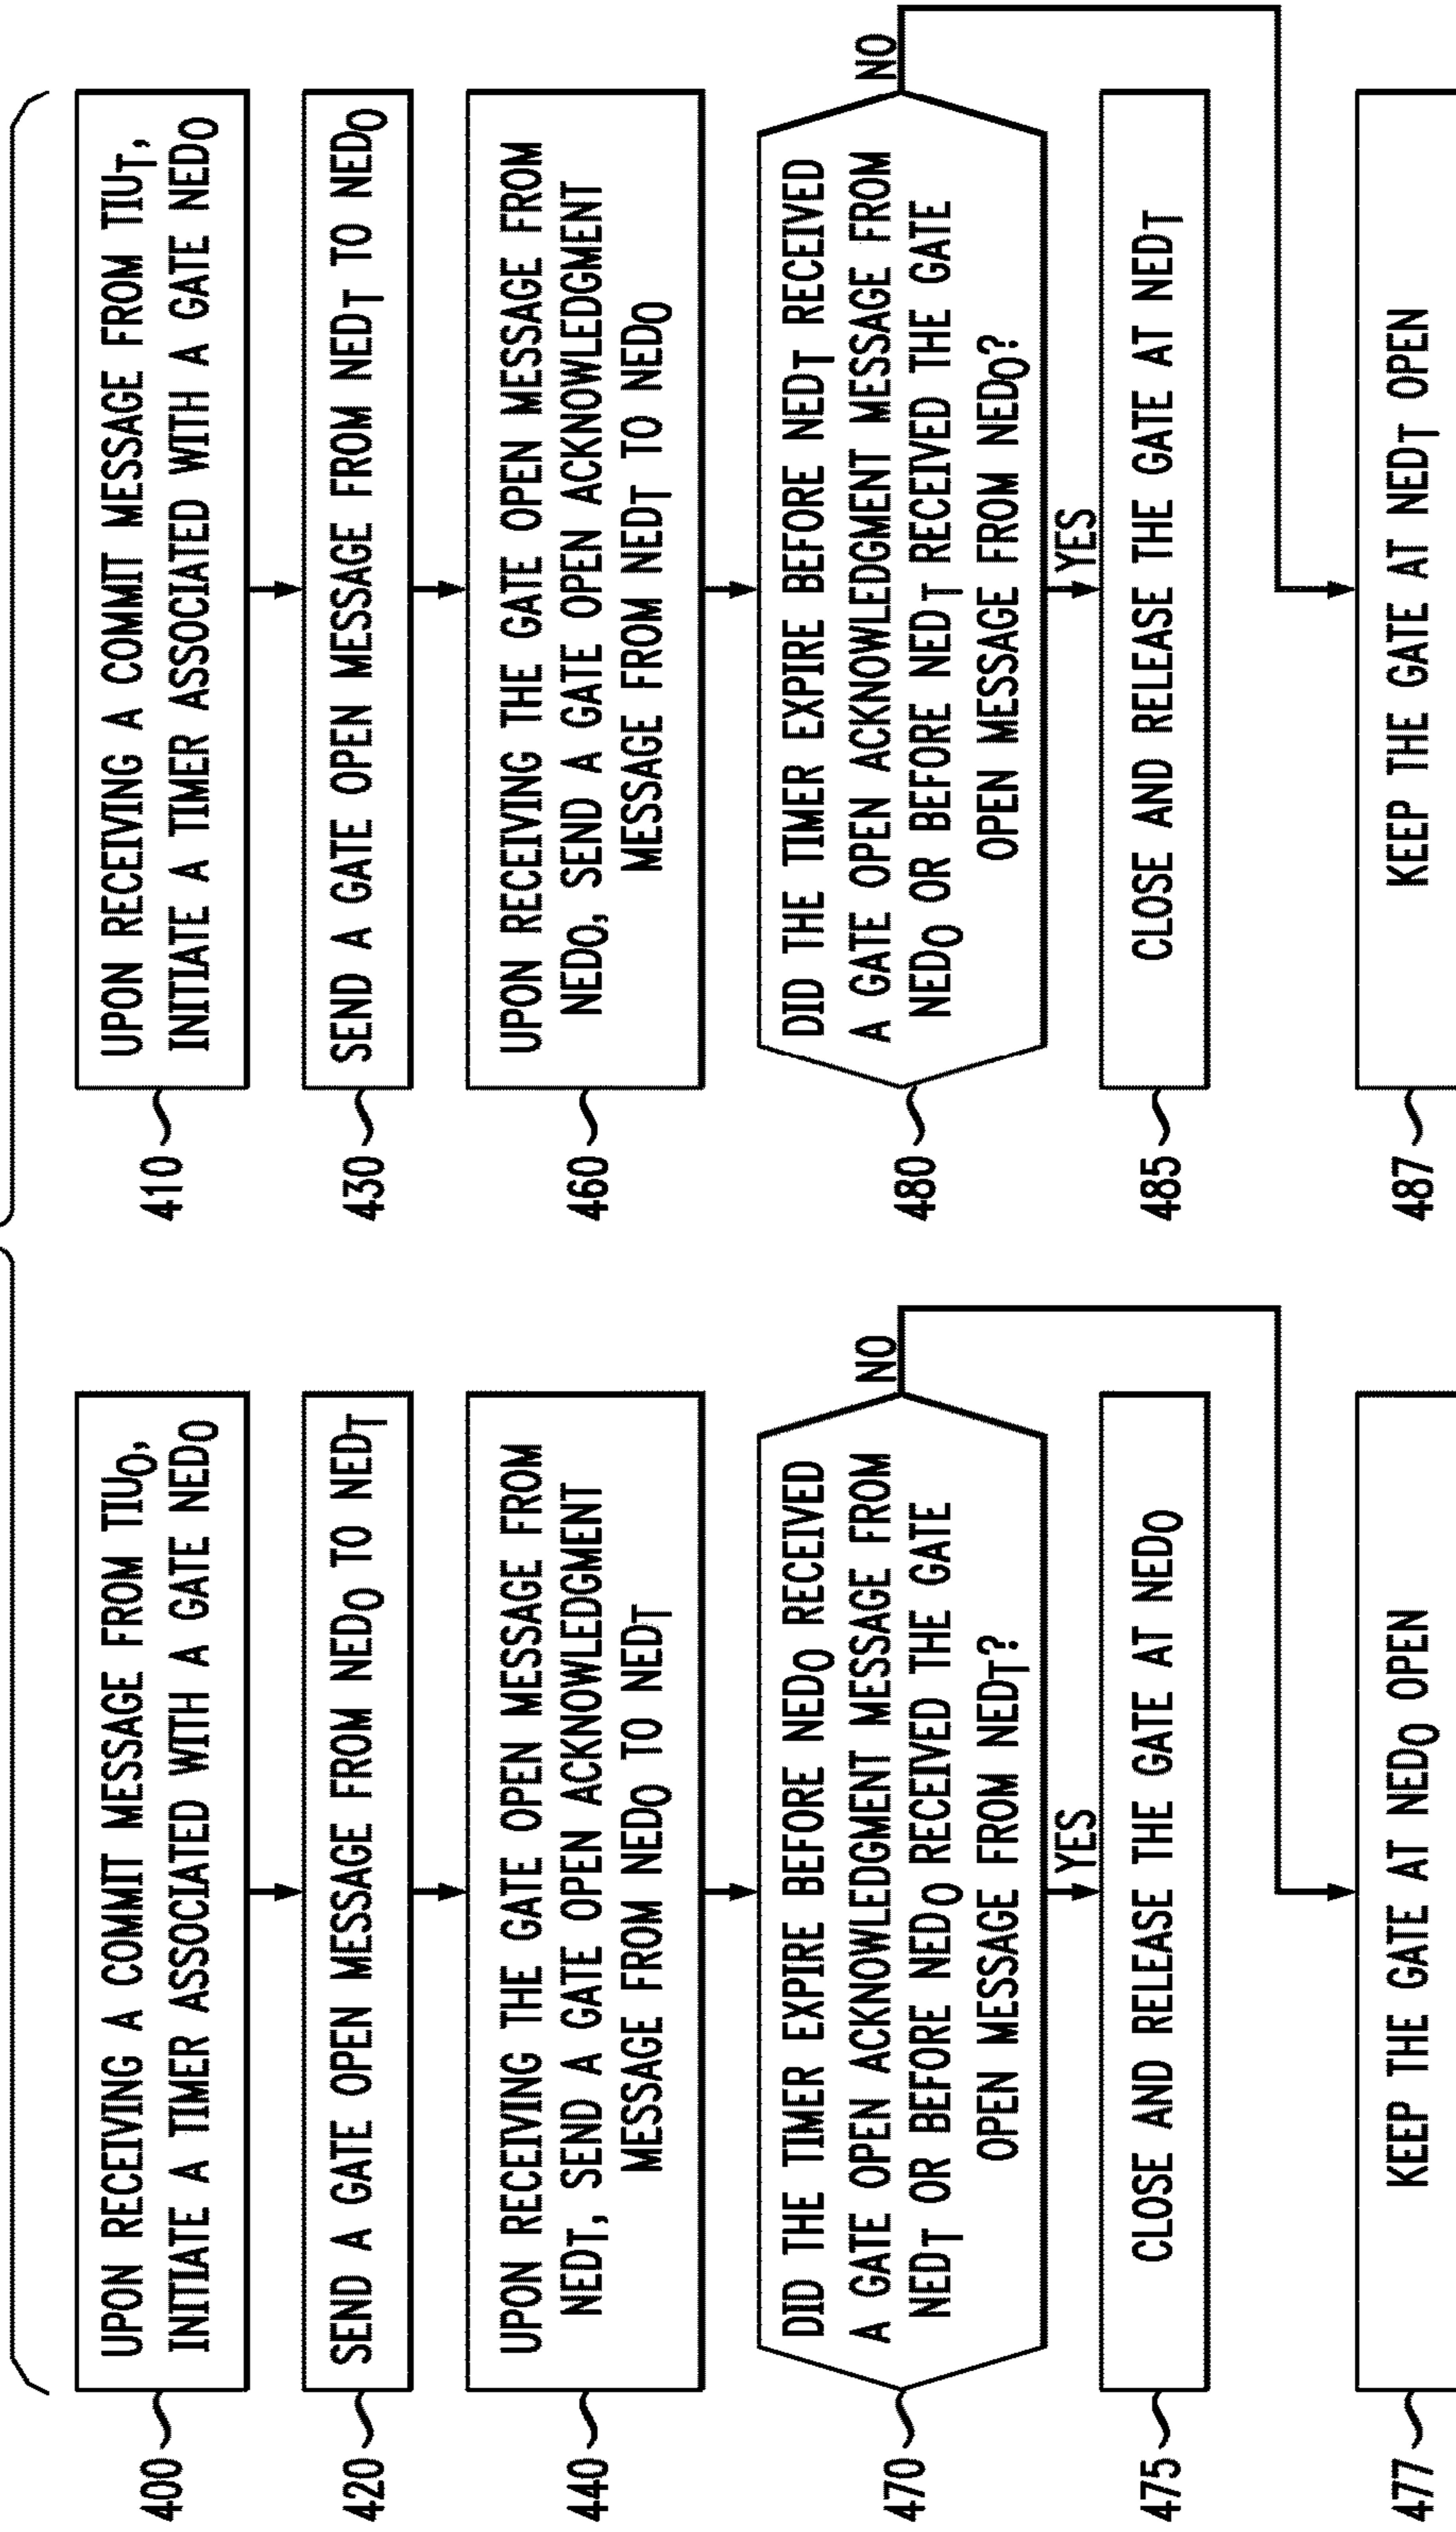 400
UPON RECEIVING A COMMIT MESSAGE FROM TIUO,
INITIATE A TIMER ASSOCIATED WITH A GATE NEDO
420
SEND A GATE OPEN MESSAGE FROM NEDO TO NEDT
440
UPON RECEIVING THE GATE OPEN MESSAGE FROM
NEDT, SEND A GATE OPEN ACKNOWLEDGMENT
MESSAGE FROM NEDO TO NEDT
470
DID THE TIMER EXPIRE BEFORE NEDO RECEIVED
A GATE OPEN ACKNOWLEDGMENT MESSAGE FROM
NEDT OR BEFORE NEDO RECEIVED THE GATE
OPEN MESSAGE FROM NEDT?
NO
YES
475
CLOSE AND RELEASE THE GATE AT NEDO
477
KEEP THE GATE AT NEDO OPEN
410
UPON RECEIVING A COMMIT MESSAGE FROM TIUT,
INITIATE A TIMER ASSOCIATED WITH A GATE NEDO
430
SEND A GATE OPEN MESSAGE FROM NEDT TO NEDO
460
UPON RECEIVING THE GATE OPEN MESSAGE FROM
NEDO, SEND A GATE OPEN ACKNOWLEDGMENT
MESSAGE FROM NEDT TO NEDO
480
DID THE TIMER EXPIRE BEFORE NEDT RECEIVED
A GATE OPEN ACKNOWLEDGMENT MESSAGE FROM
NEDO OR BEFORE NEDT RECEIVED THE GATE
OPEN MESSAGE FROM NEDO?
NO
YES
485
CLOSE AND RELEASE THE GATE AT NEDT
487
KEEP THE GATE AT NEDT OPEN